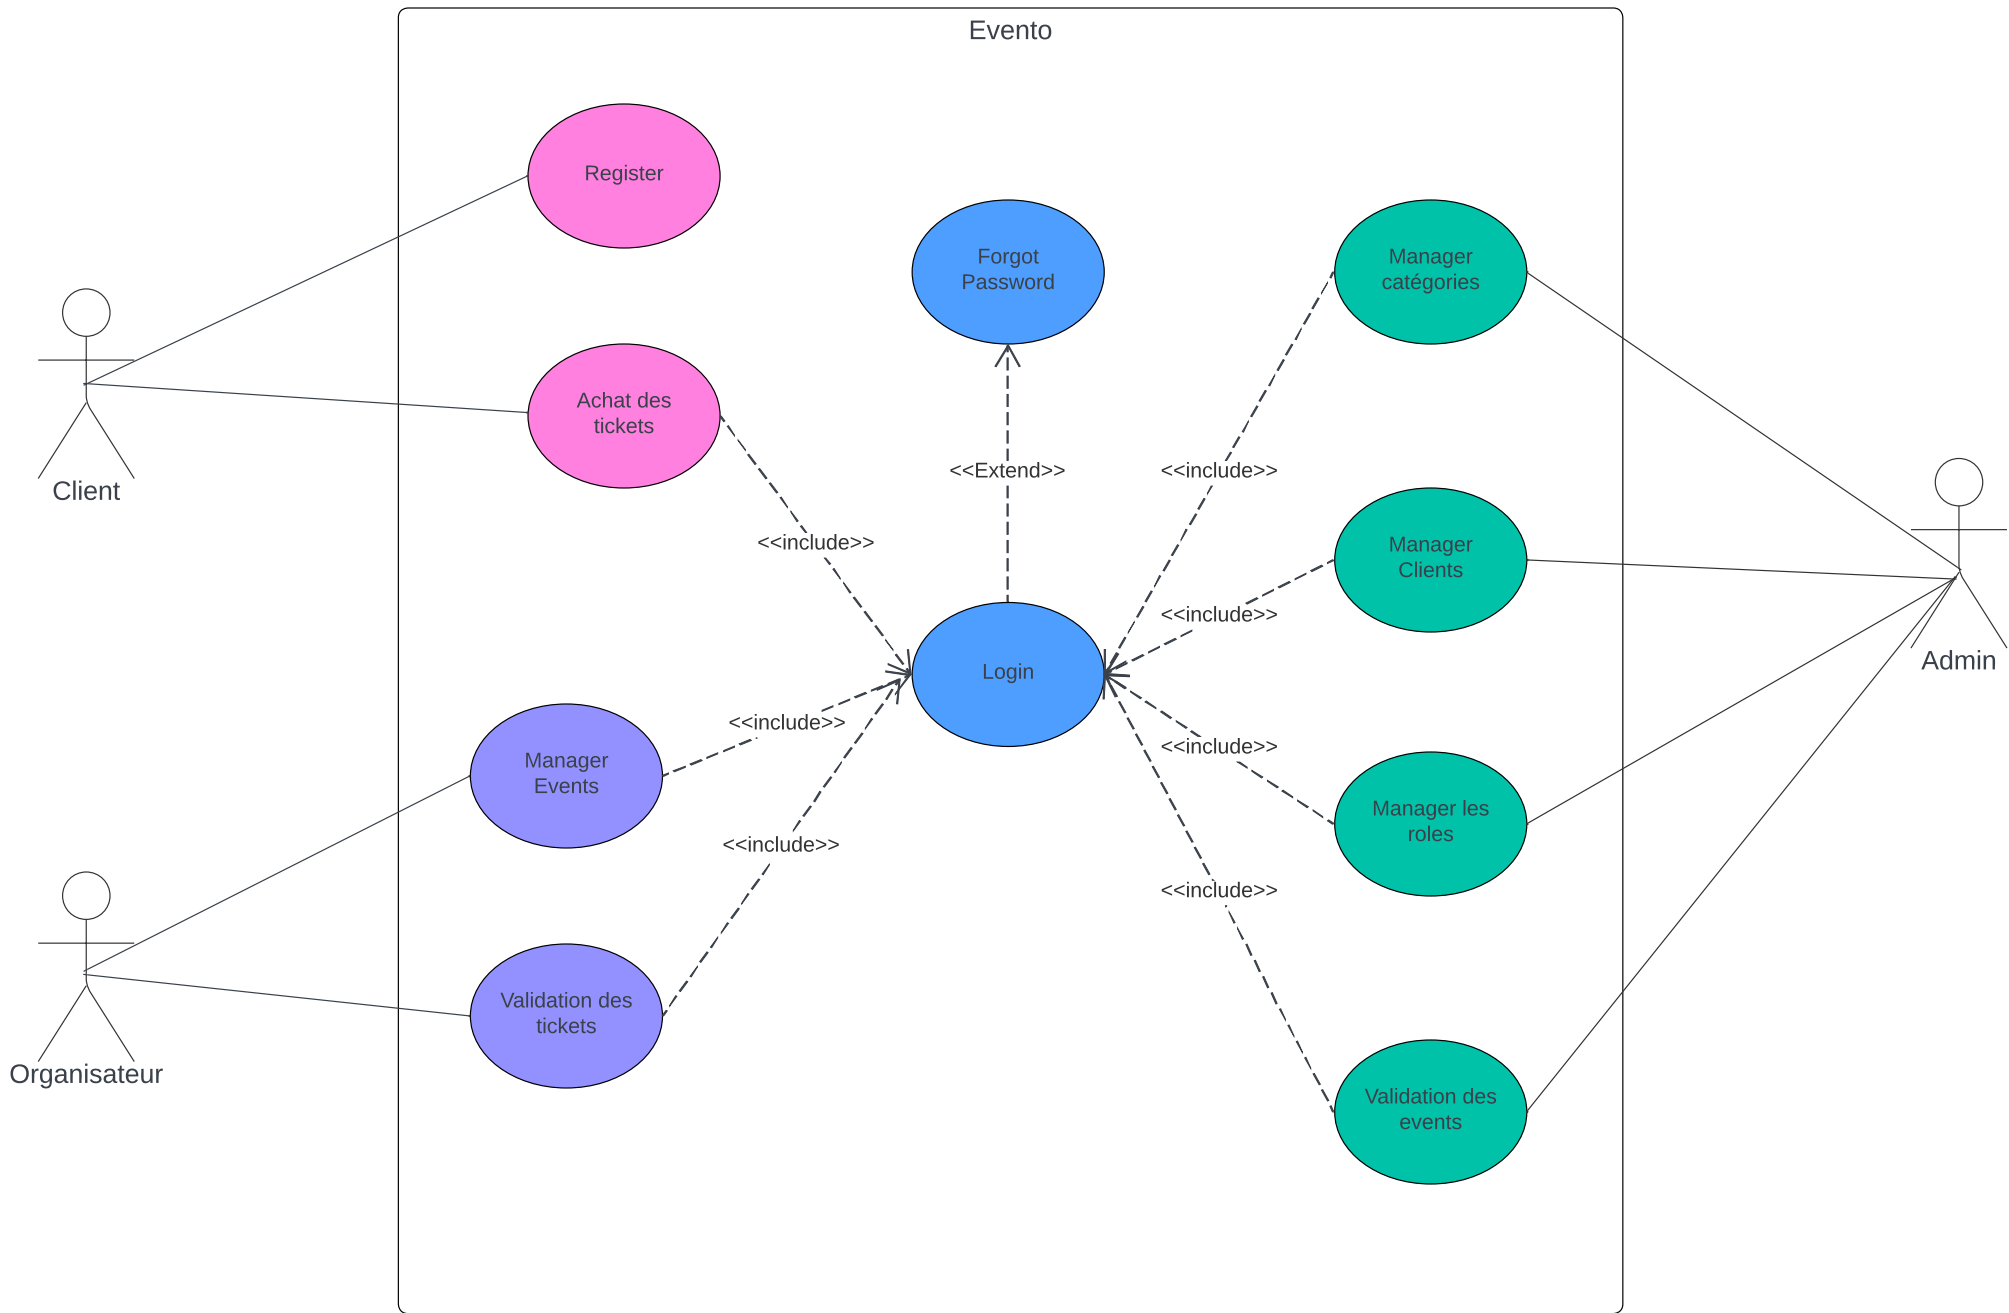 Evento
Register
Forgot
Password
Manager
catégories
Achat des
tickets
<<Extend>>
<<include>>
Client
<<include>>
Manager
Clients
<<include>>
Admin
Login
<<include>>
<<include>>
Manager
Events
Manager les
roles
<<include>>
<<include>>
Validation des
tickets
Organisateur
Validation des
events